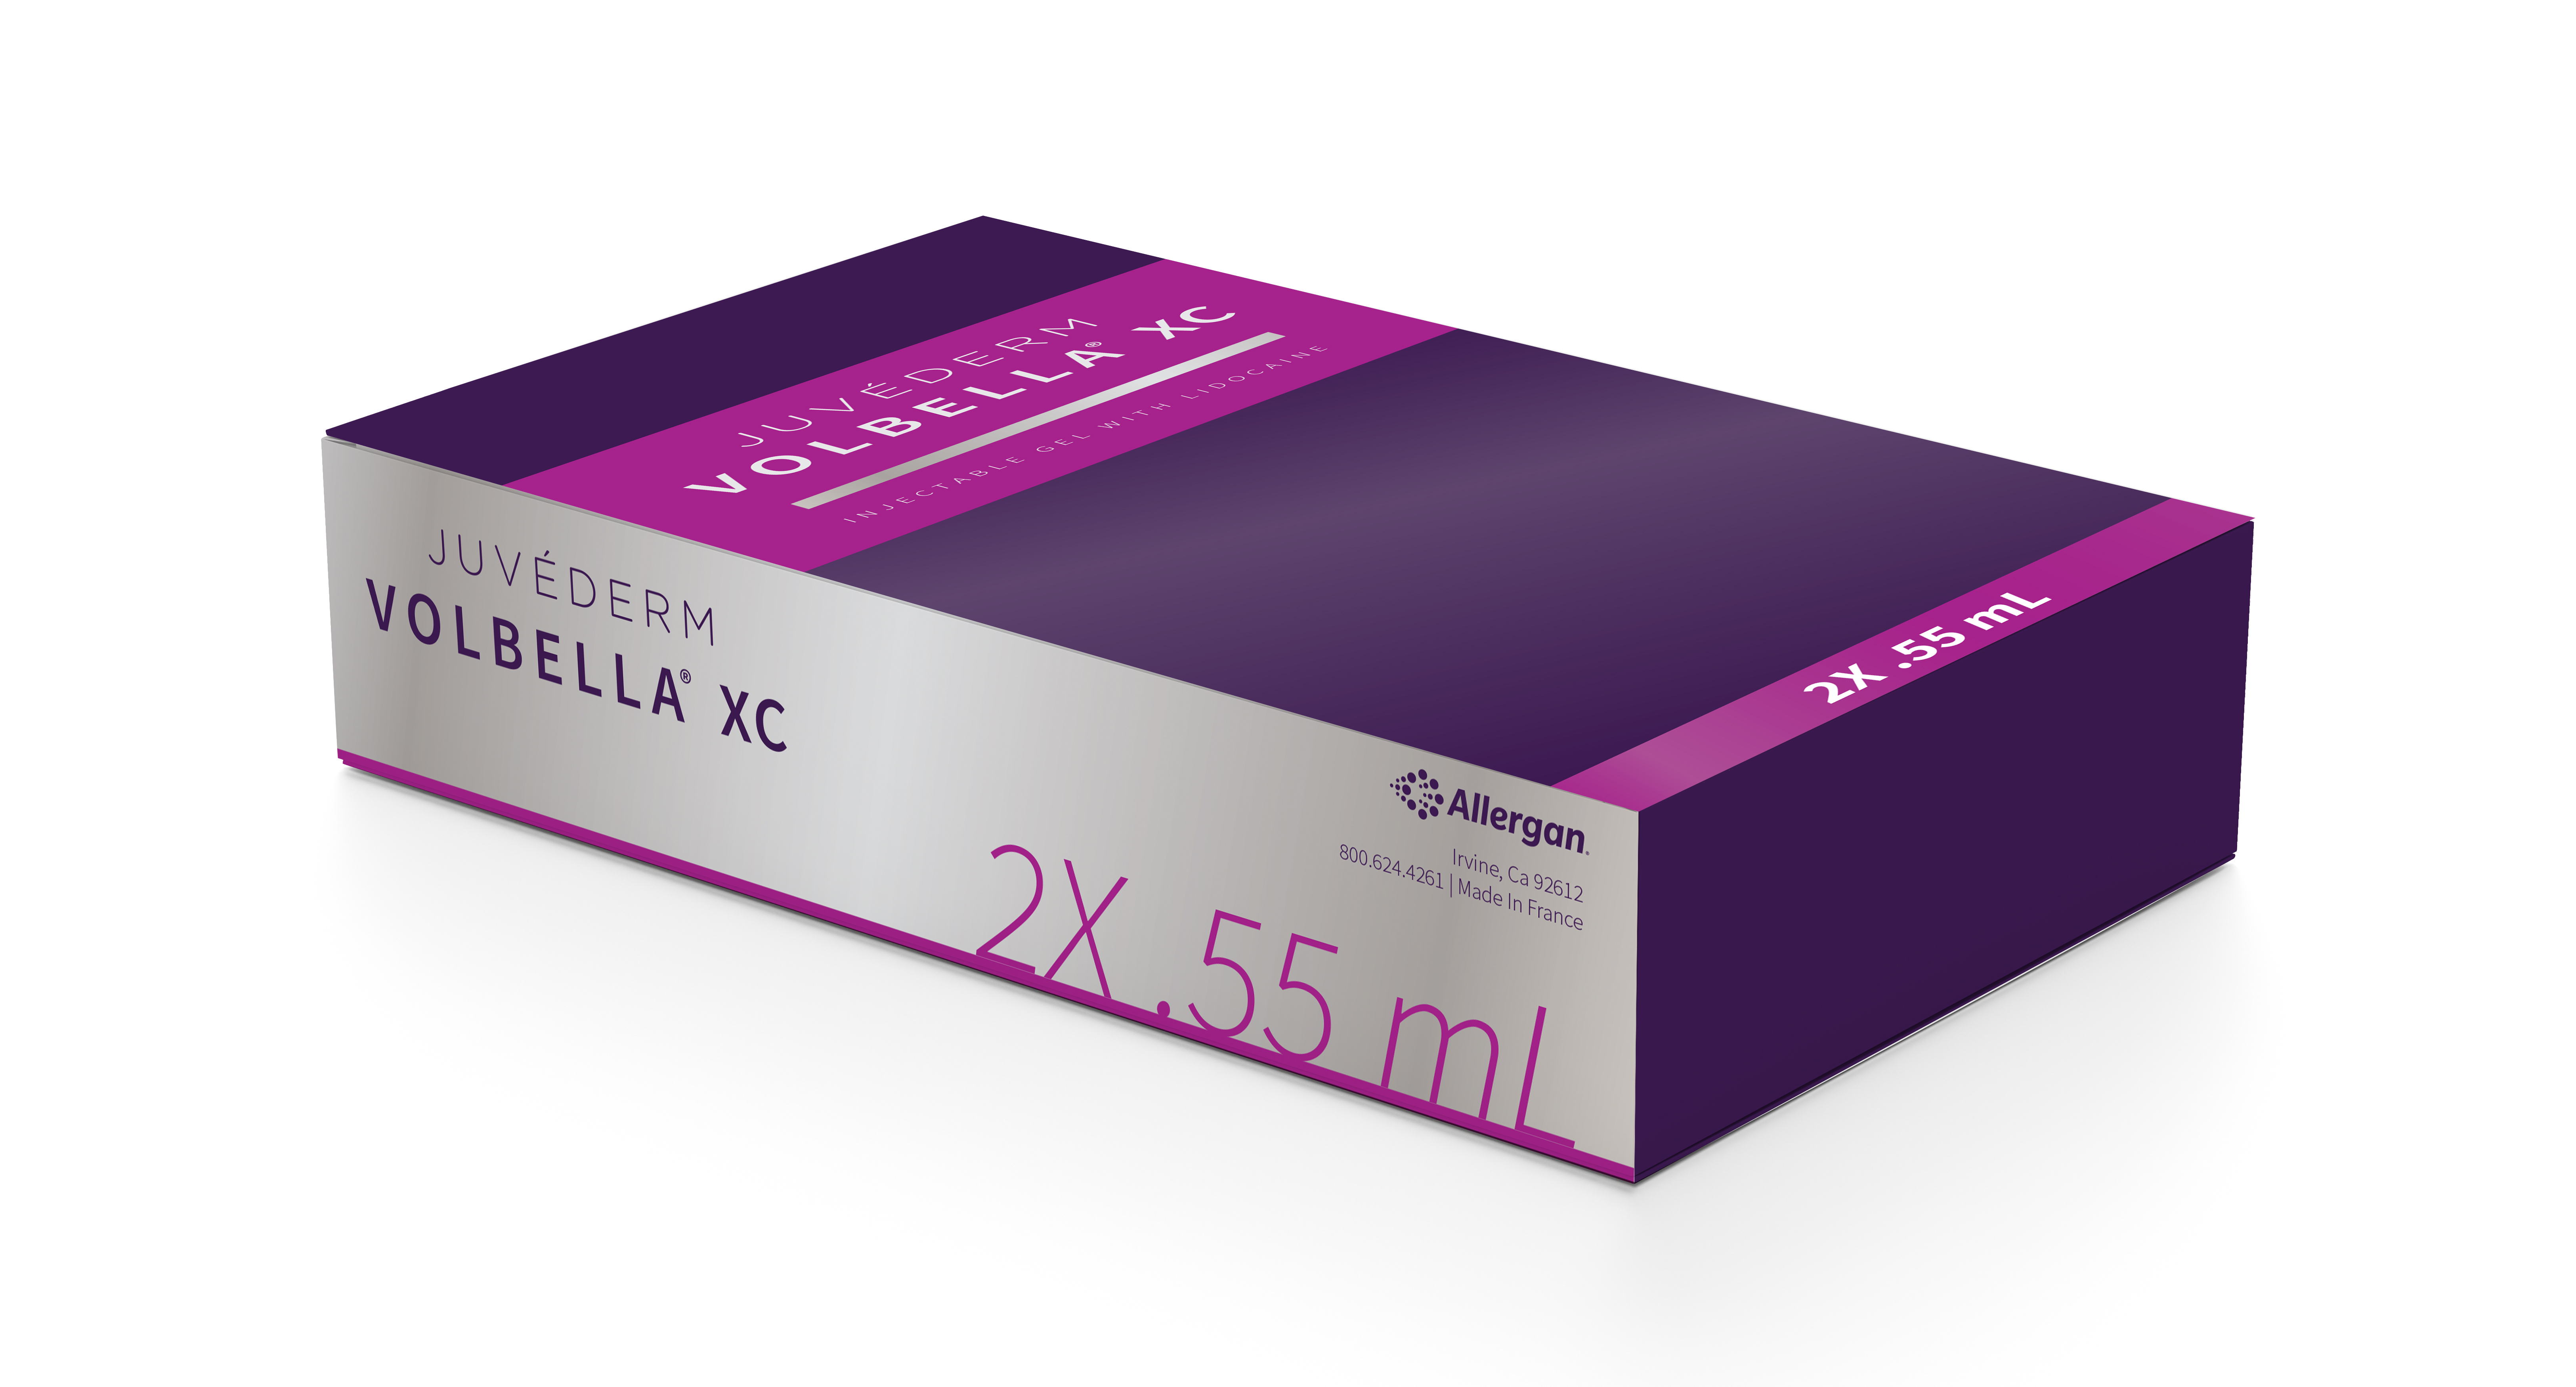 JUVÉDERM
VOLBELLA® XC
INJECTABLE GEL WITH LIDOCAINE
2X .55 mL
JUVÉDERM
VOLBELLA® XC
Allergan
Irvine, Ca 92612
800.624.4261 | Made In France
2X .55 mL